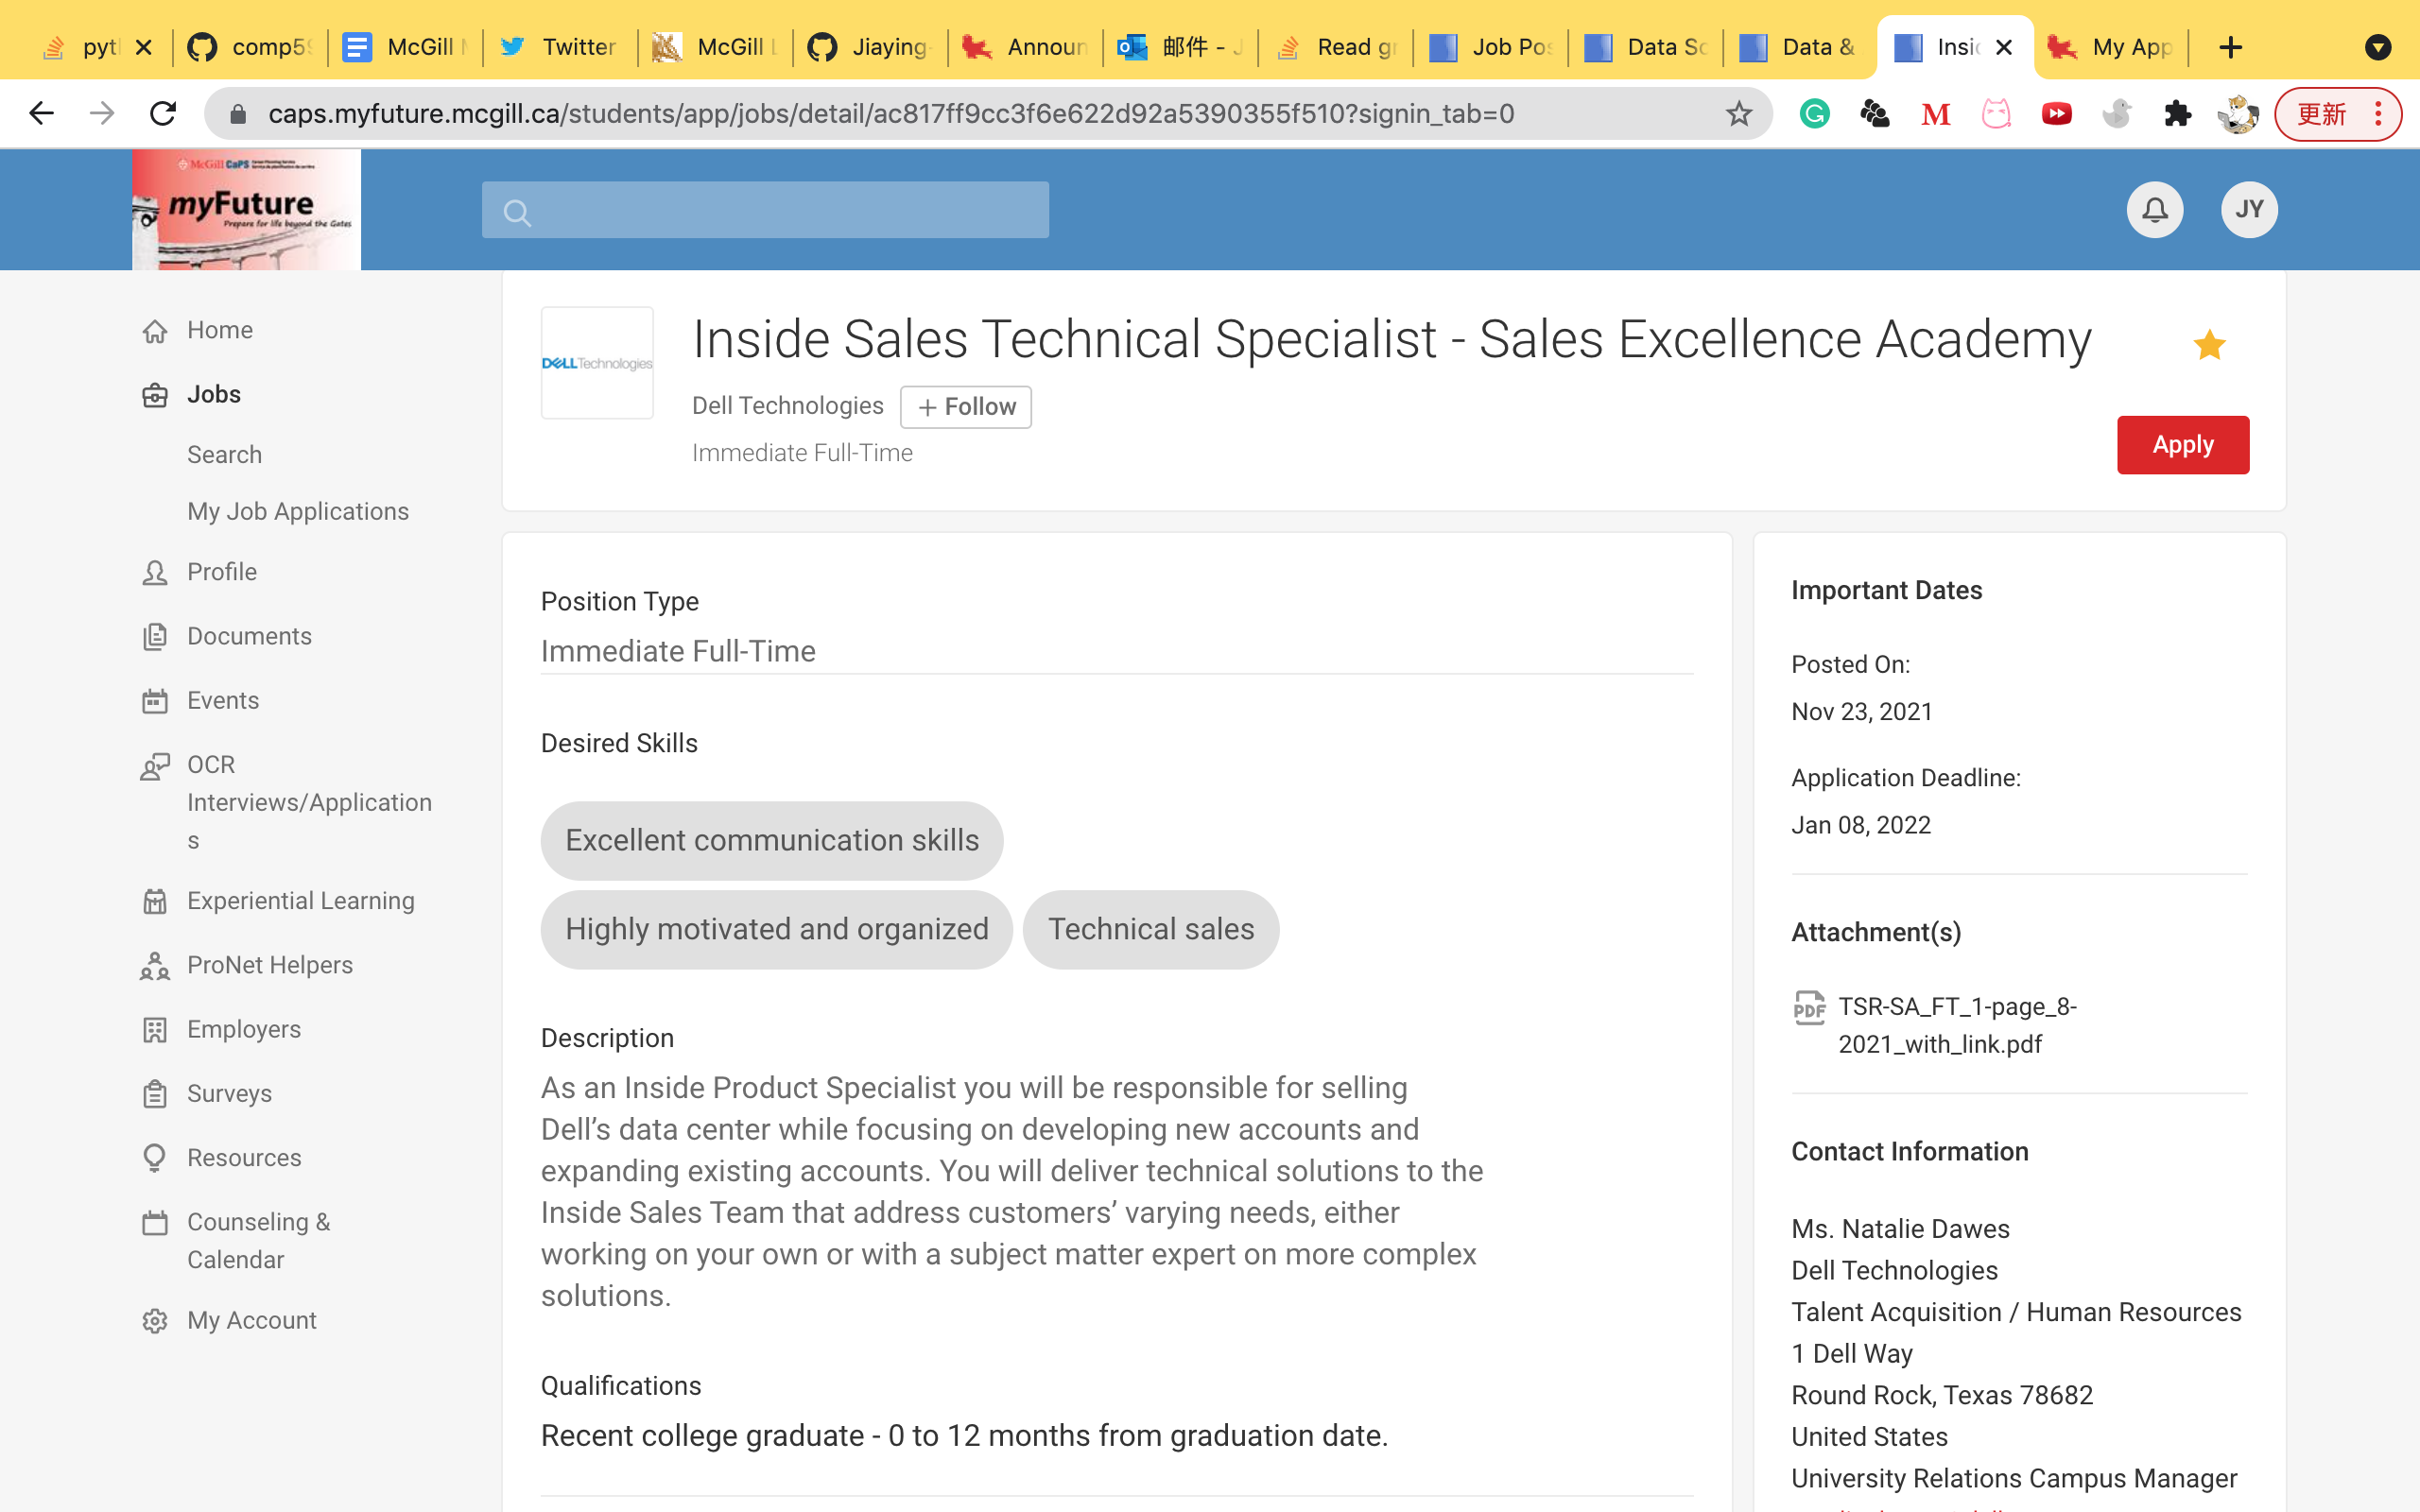 pyt
comp59
McGill M
Twitter
McGill L
Jiaying-
Announ
邮件 - J
Read gr
Job Pos
Data Sc
Data &
Insid
My App
caps.myfuture.mcgill.ca/students/app/jobs/detail/ac817ff9cc3f6e622d92a5390355f510?signin_tab=0
更新
McGill CaPS
myFuture
Prepare for life beyond the Gates
JY
Home
Jobs
Search
My Job Applications
Profile
Documents
Events
OCR
Interviews/Application
s
Experiential Learning
ProNet Helpers
Employers
Surveys
Resources
Counseling &
Calendar
My Account
DELLTechnologies
Inside Sales Technical Specialist - Sales Excellence Academy
Dell Technologies
+ Follow
Immediate Full-Time
Apply
Position Type
Immediate Full-Time
Desired Skills
Excellent communication skills
Highly motivated and organized
Technical sales
Description
As an Inside Product Specialist you will be responsible for selling
Dell’s data center while focusing on developing new accounts and
expanding existing accounts. You will deliver technical solutions to the
Inside Sales Team that address customers’ varying needs, either
working on your own or with a subject matter expert on more complex
solutions.
Qualifications
Recent college graduate - 0 to 12 months from graduation date.
Important Dates
Posted On:
Nov 23, 2021
Application Deadline:
Jan 08, 2022
Attachment(s)
PDF
TSR-SA_FT_1-page_8-
2021_with_link.pdf
Contact Information
Ms. Natalie Dawes
Dell Technologies
Talent Acquisition / Human Resources
1 Dell Way
Round Rock, Texas 78682
United States
University Relations Campus Manager